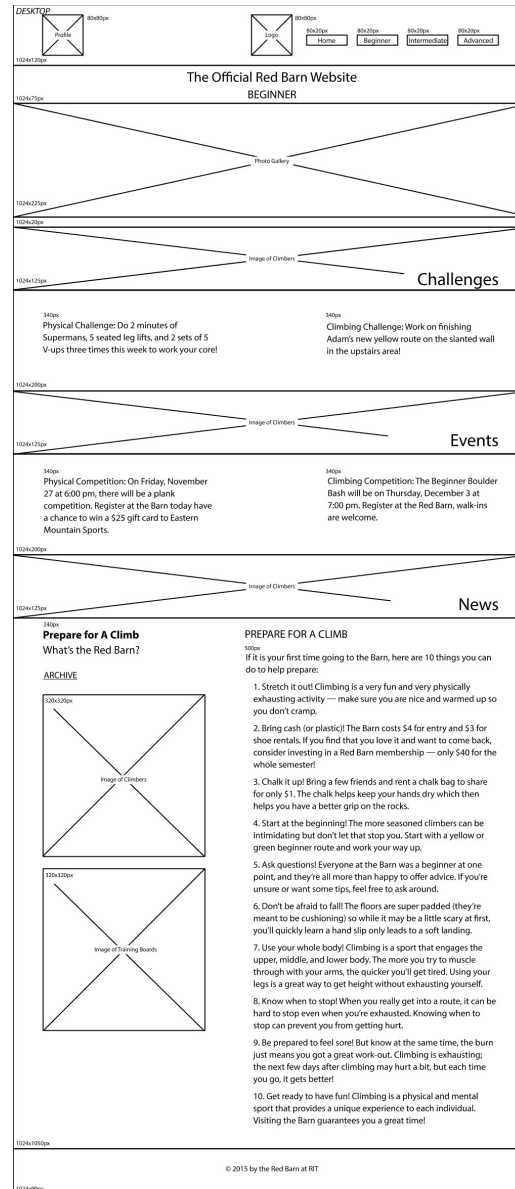 DESKTOP
80x80px
Profile
80x80px
Logo
80x20px
Home
80x20px
Beginner
80x20px
Intermediate
80x20px
Advanced
1024x120px
The Official Red Barn Website
BEGINNER
1024x75px
Photo Gallery
1024x225px
1024x20px
Image of Climbers
1024x125px
Challenges
340px
Physical Challenge: Do 2 minutes of
Supermans, 5 seated leg lifts, and 2 sets of 5
V-ups three times this week to work your core!
340px
Climbing Challenge: Work on finishing
Adam's new yellow route on the slanted wall
in the upstairs area!
1024x200px
Image of Climbers
1024x125px
Events
340px
Physical Competition: On Friday, November
27 at 6:00 pm, there will be a plank
competition. Register at the Barn today have
a chance to win a $25 gift card to Eastern
Mountain Sports.
340px
Climbing Competition: The Beginner Boulder
Bash will be on Thursday, December 3 at
7:00 pm. Register at the Red Barn, walk-ins
are welcome.
1024x200px
Image of Climbers
1024x125px
News
240px
Prepare for A Climb
What's the Red Barn?
ARCHIVE
320x320px
Image of Climbers
320x320px
Image of Training Boards
PREPARE FOR A CLIMB
500px
If it is your first time going to the Barn, here are 10 things you can
do to help prepare:
1. Stretch it out! Climbing is a very fun and very physically
exhausting activity — make sure you are nice and warmed up so
you don't cramp.
2. Bring cash (or plastic)! The Barn costs $4 for entry and $3 for
shoe rentals. If you find that you love it and want to come back,
consider investing in a Red Barn membership — only $40 for the
whole semester!
3. Chalk it up! Bring a few friends and rent a chalk bag to share
for only $1. The chalk helps keep your hands dry which then
helps you have a better grip on the rocks.
4. Start at the beginning! The more seasoned climbers can be
intimidating but don't let that stop you. Start with a yellow or
green beginner route and work your way up.
5. Ask questions! Everyone at the Barn was a beginner at one
point, and they're all more than happy to offer advice. If you're
unsure or want some tips, feel free to ask around.
6. Don't be afraid to fall! The floors are super padded (they're
meant to be cushioning) so while it may be a little scary at first,
you'll quickly learn a hand slip only leads to a soft landing.
7. Use your whole body! Climbing is a sport that engages the
upper, middle, and lower body. The more you try to muscle
through with your arms, the quicker you'll get tired. Using your
legs is a great way to get height without exhausting yourself.
8. Know when to stop! When you really get into a route, it can be
hard to stop even when you're exhausted. Knowing when to
stop can prevent you from getting hurt.
9. Be prepared to feel sore! But know at the same time, the burn
just means you got a great work-out. Climbing is exhausting;
the next few days after climbing may hurt a bit, but each time
you go, it gets better!
10. Get ready to have fun! Climbing is a physical and mental
sport that provides a unique experience to each individual.
Visiting the Barn guarantees you a great time!
1024x1050px
© 2015 by the Red Barn at RIT
1024x90px